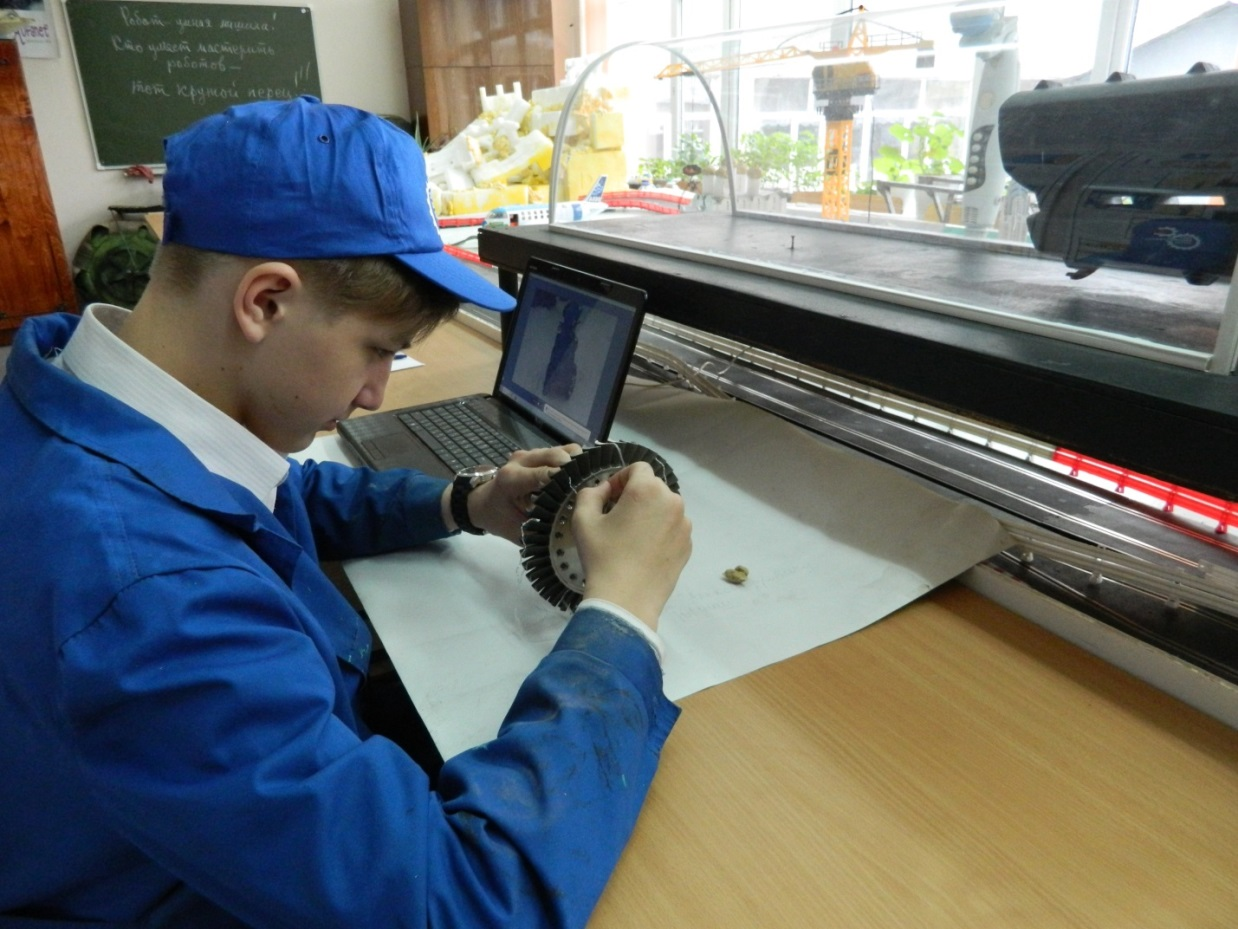 Робот - умная машина!
Кто умеет мастерить
роботов –
тот крутой перец!!!